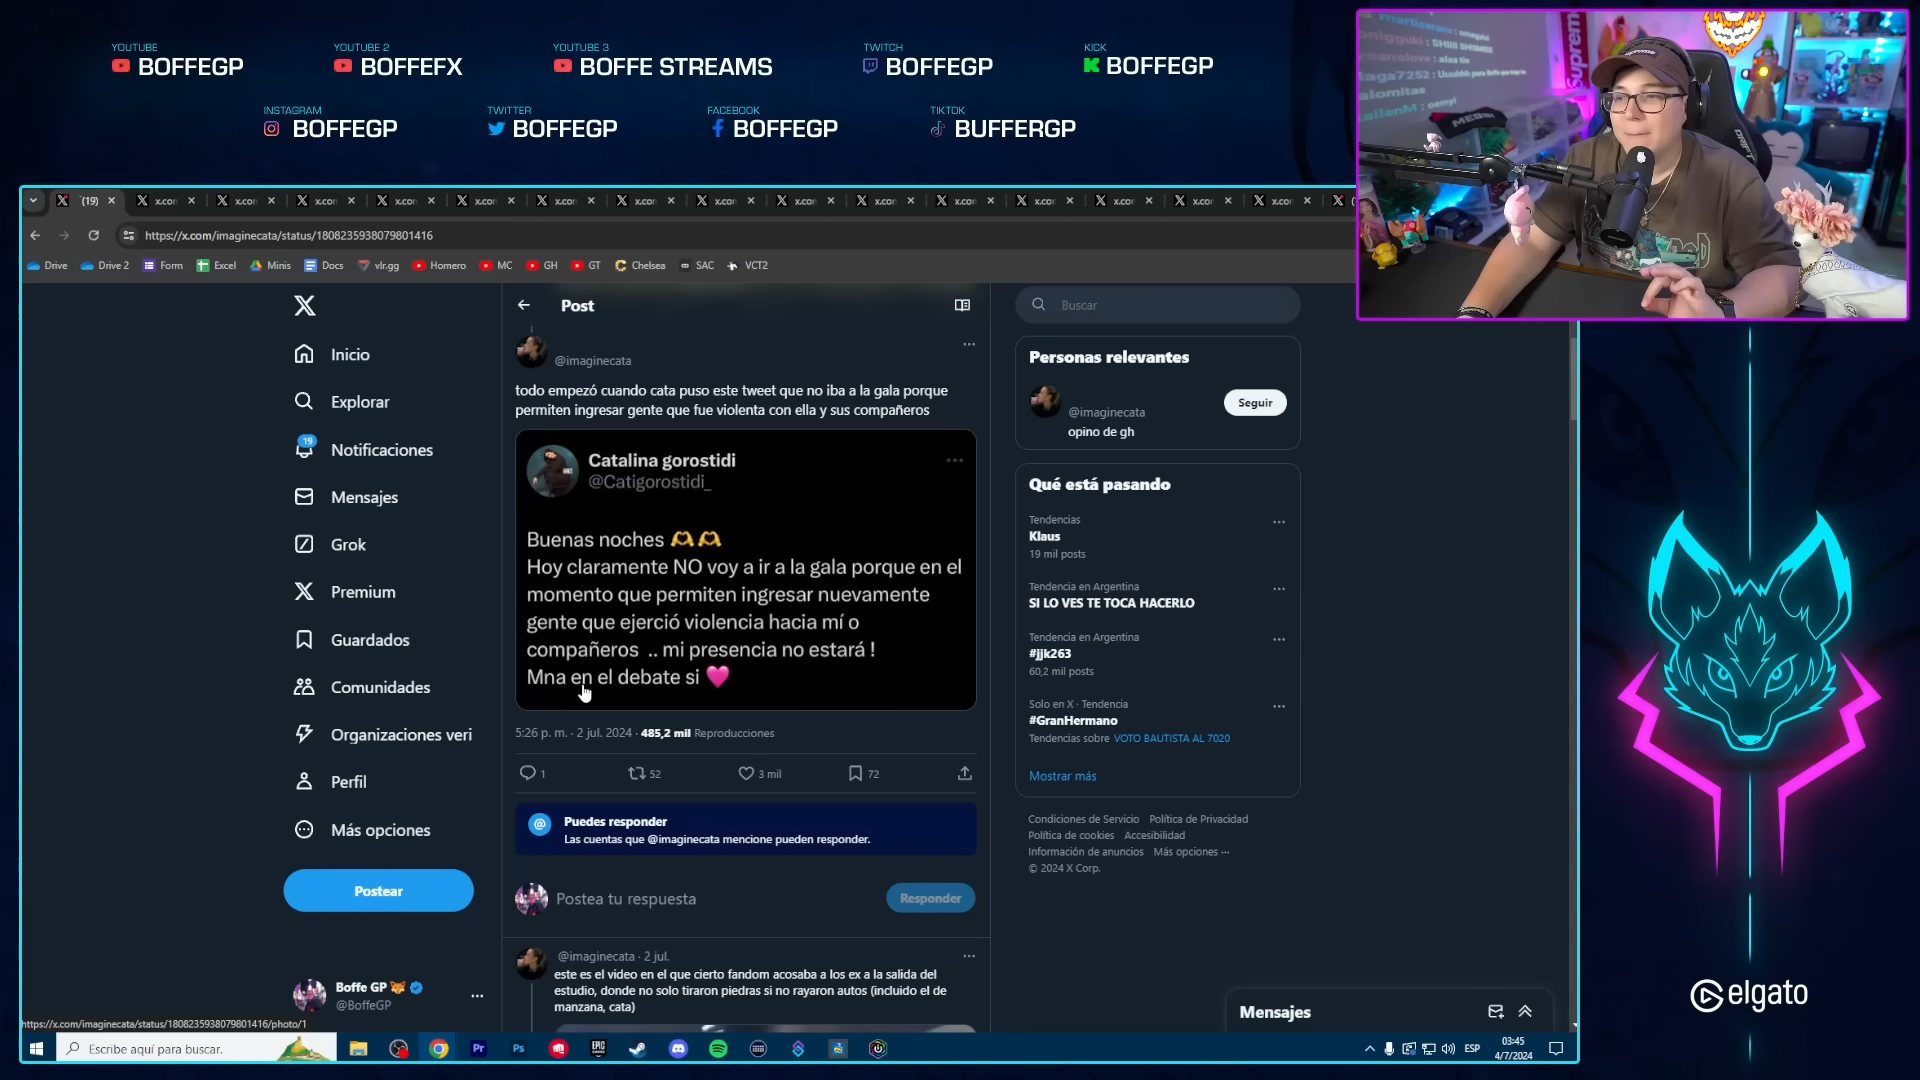 YOUTUBE
BOFFEGP
YOUTUBE 2
BOFFEFX
YOUTUBE 3
BOFFE STREAMS
TWITCH
BOFFEGP
KICK
BOFFEGP
INSTAGRAM
BOFFEGP
TWITTER
BOFFEGP
FACEBOOK
BOFFEGP
TIKTOK
BUFFERGP
(19)
https://x.com/imaginecata/status/1808235938079801416
Drive
Drive 2
Form
Excel
Minis
Docs
vlr.gg
Homero
MC
GH
GT
Chelsea
SAC
VCT2
Inicio
Explorar
19
Notificaciones
Mensajes
Grok
Premium
Guardados
Comunidades
Organizaciones veri
Perfil
Más opciones
Postear
Boffe GP
@BoffeGP
Post
@imaginecata
todo empezó cuando cata puso este tweet que no iba a la gala porque
permiten ingresar gente que fue violenta con ella y sus compañeros
Catalina gorostidi
@Catigorostidi_
Buenas noches 🫶🫶
Hoy claramente NO voy a ir a la gala porque en el
momento que permiten ingresar nuevamente
gente que ejerció violencia hacia mí o
compañeros .. mi presencia no estará !
Mna en el debate si 🩷
5:26 p. m. · 2 jul. 2024 · 485,2 mil Reproducciones
1
52
3 mil
72
Puedes responder
Las cuentas que @imaginecata mencione pueden responder.
Postea tu respuesta
Responder
@imaginecata · 2 jul.
este es el video en el que cierto fandom acosaba a los ex a la salida del
estudio, donde no solo tiraron piedras si no rayaron autos (incluido el de
manzana, cata)
Buscar
Personas relevantes
@imaginecata
opino de gh
Seguir
Qué está pasando
Tendencias
Klaus
19 mil posts
Tendencia en Argentina
SI LO VES TE TOCA HACERLO
Tendencia en Argentina
#jjk263
60,2 mil posts
Solo en X · Tendencia
#GranHermano
Tendencias sobre VOTO BAUTISTA AL 7020
Mostrar más
Condiciones de Servicio Política de Privacidad
Política de cookies Accesibilidad
Información de anuncios Más opciones ···
© 2024 X Corp.
Mensajes
https://x.com/imaginecata/status/1808235938079801416/photo/1
Escribe aquí para buscar.
ESP
03:45
4/7/2024
elgato
Supreme